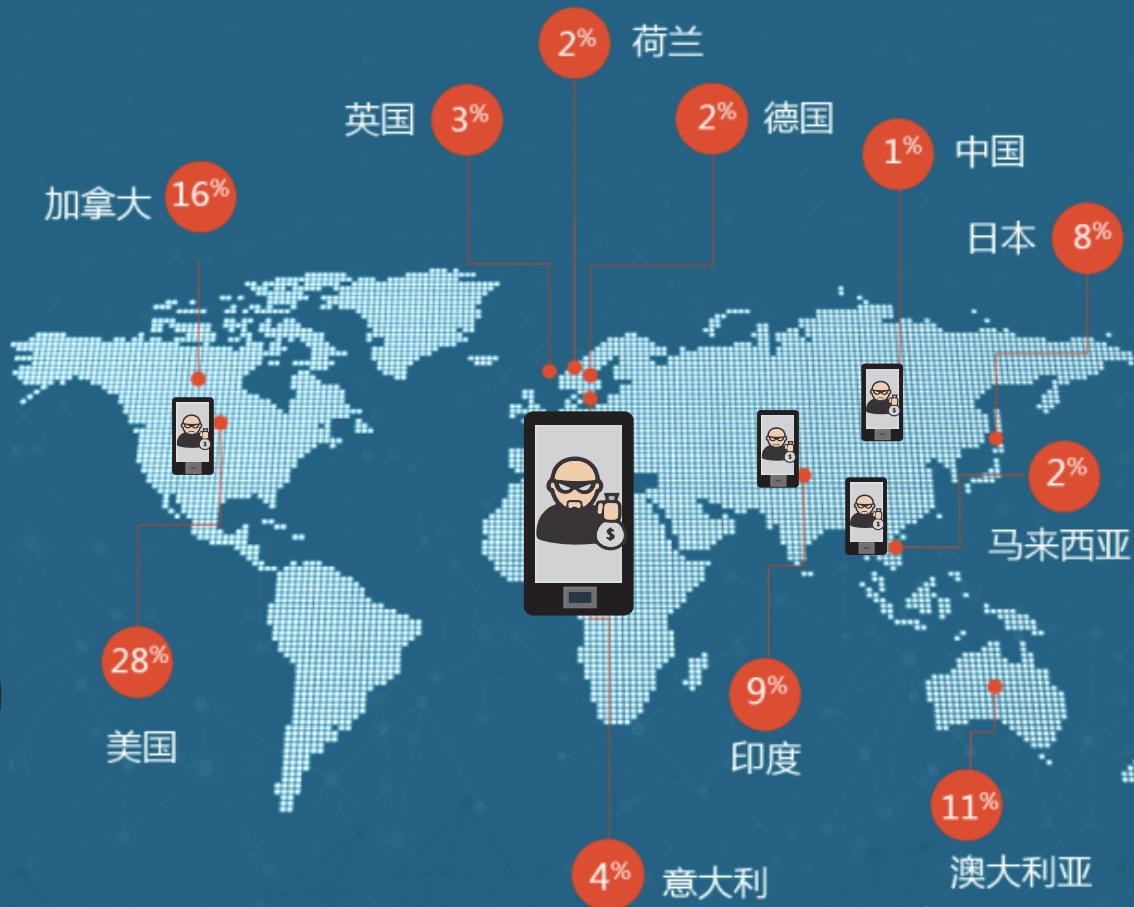 2% 荷兰
英国 3%
2% 德国
1% 中国
加拿大 16%
日本 8%
2%
马来西亚
28%
美国
9%
印度
11%
澳大利亚
4% 意大利
$
$
$
$
$